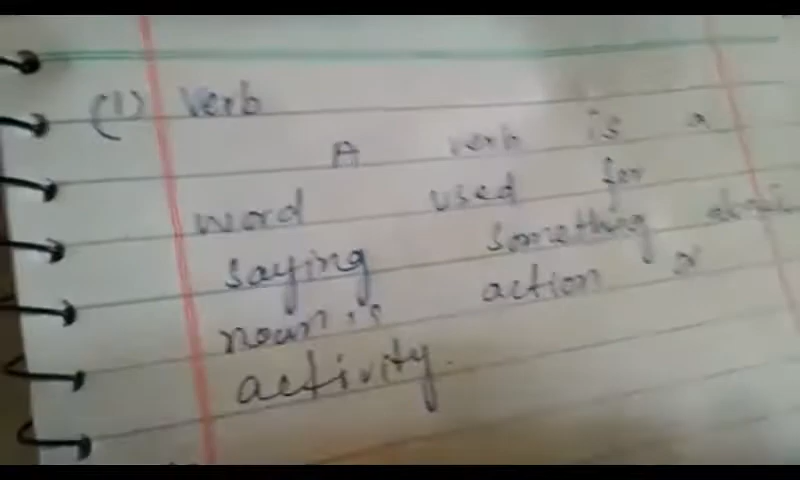 (1) Verb
A verb is a
word used for
saying something about
noun's action or
activity.